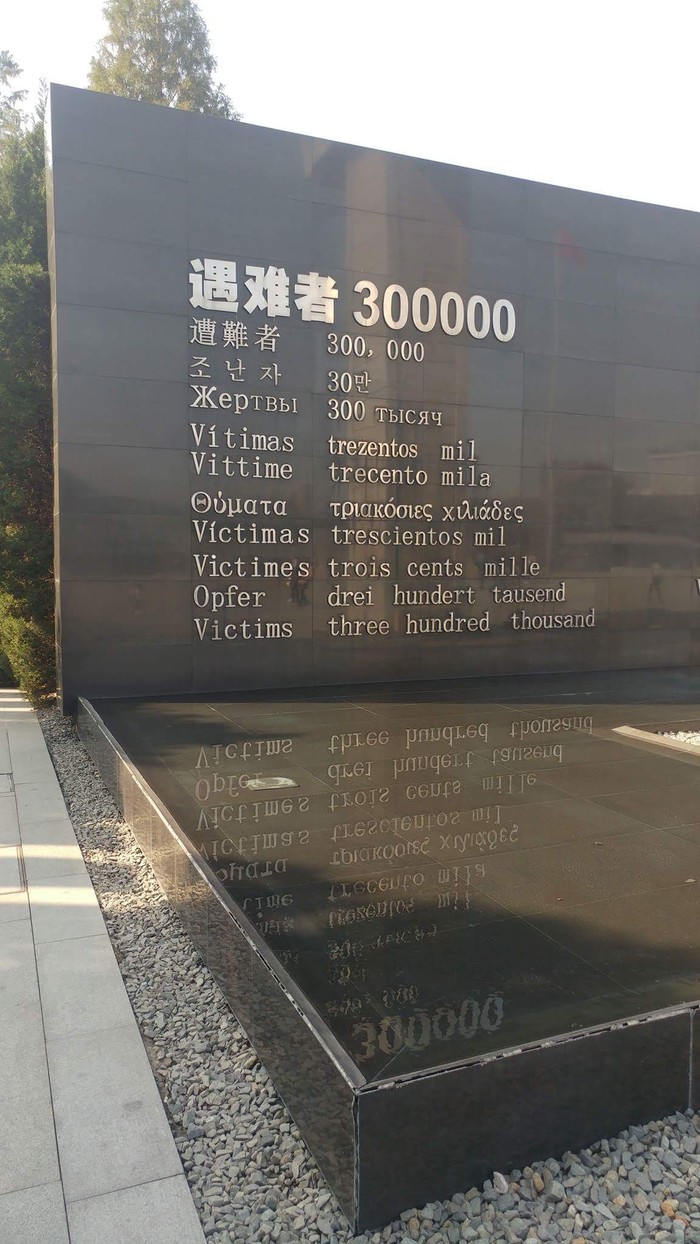 遇难者 300000
遭難者 300,000
조난자 30만
Жертвы 300 тысяч
Vítimas trezentos mil
Vittime trecento mila
Θύματα τριακόσιες χιλιάδες
Víctimas trescientos mil
Victimes trois cents mille
Opfer drei hundert tausend
Victims three hundred thousand